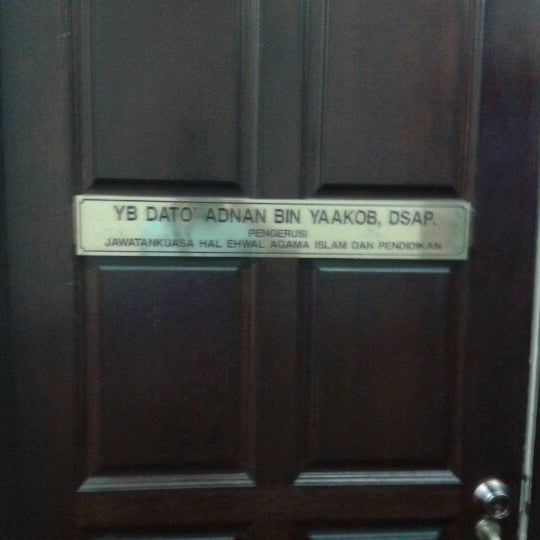 YB DATO' ADNAN BIN YAAKOB, DSAP.
PENGERUSI
JAWATANKUASA HAL EHWAL AGAMA ISLAM DAN PENDIDIKAN